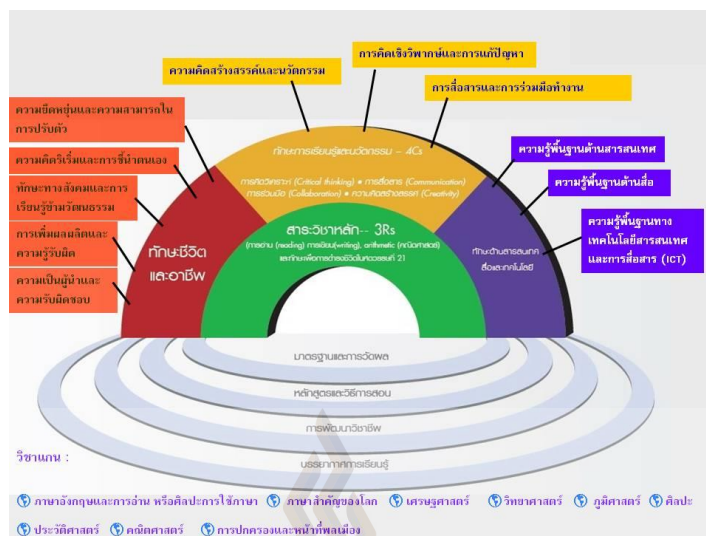 การคิดเชิงวิพากษ์และการแก้ปัญหา
ความคิดสร้างสรรค์และนวัตกรรม
การสื่อสารและการร่วมมือทำงาน
ความยืดหยุ่นและความสามารถใน
การปรับตัว
ความคิดริเริ่มและการชี้นำตนเอง
ทักษะทางสังคมและการ
เรียนรู้ข้ามวัฒนธรรม
การเพิ่มผลผลิตและ
ความรู้รับผิด
ความเป็นผู้นำและ
ความรับผิดชอบ
ทักษะการเรียนรู้และนวัตกรรม – 4Cs
การคิดวิเคราะห์ (Critical thinking) • การสื่อสาร (Communication)
การร่วมมือ (Collaboration) • ความคิดสร้างสรรค์ (Creativity)
ความรู้พื้นฐานด้านสารสนเทศ
ความรู้พื้นฐานด้านสื่อ
ความรู้พื้นฐานทาง
เทคโนโลยีสารสนเทศ
และการสื่อสาร (ICT)
ทักษะชีวิต
และอาชีพ
สาระวิชาหลัก-- 3Rs
(การอ่าน (reading) การเขียน(writing), arithmetic (คณิตศาสตร์)
และทักษะเพื่อการดำรงชีวิตในศตวรรษที่ 21
ทักษะด้านสารสนเทศ
สื่อและเทคโนโลยี
มาตรฐานและการวัดผล
หลักสูตรและวิธีการสอน
การพัฒนาวิชาชีพ
บรรยากาศการเรียนรู้
วิชาแกน :
ภาษาอังกฤษและการอ่าน หรือศิลปะการใช้ภาษา ภาษาสำคัญของโลก เศรษฐศาสตร์ วิทยาศาสตร์ ภูมิศาสตร์ ศิลปะ
ประวัติศาสตร์ คณิตศาสตร์ การปกครองและหน้าที่พลเมือง